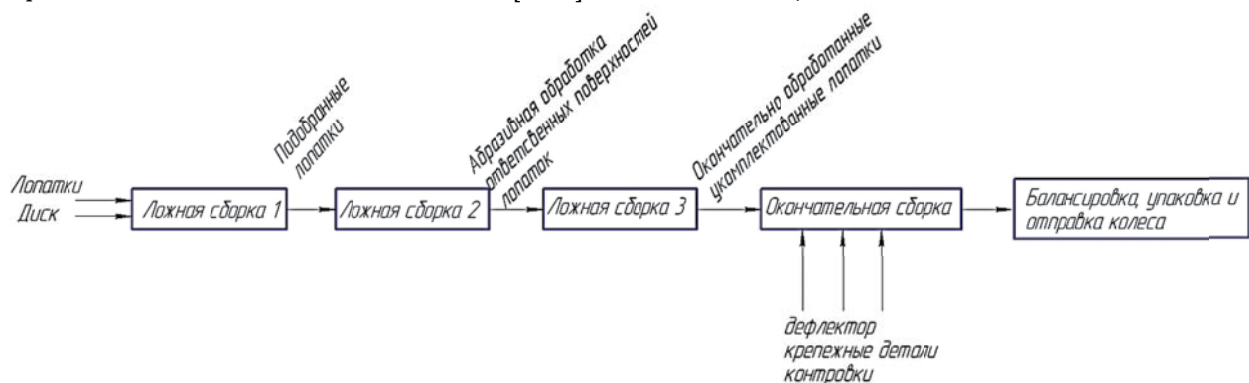 Лопатки
Диск
Ложная сборка 1
Подобранные
лопатки
Ложная сборка 2
Абразивная обработка
ответсвенных поверхностей
лопаток
Ложная сборка 3
Окончательно обработанные
укомплектованные лопатки
Окончательная сборка
дефлектор
крепежные детали
контровки
Балансировка, упаковка и
отправка колеса